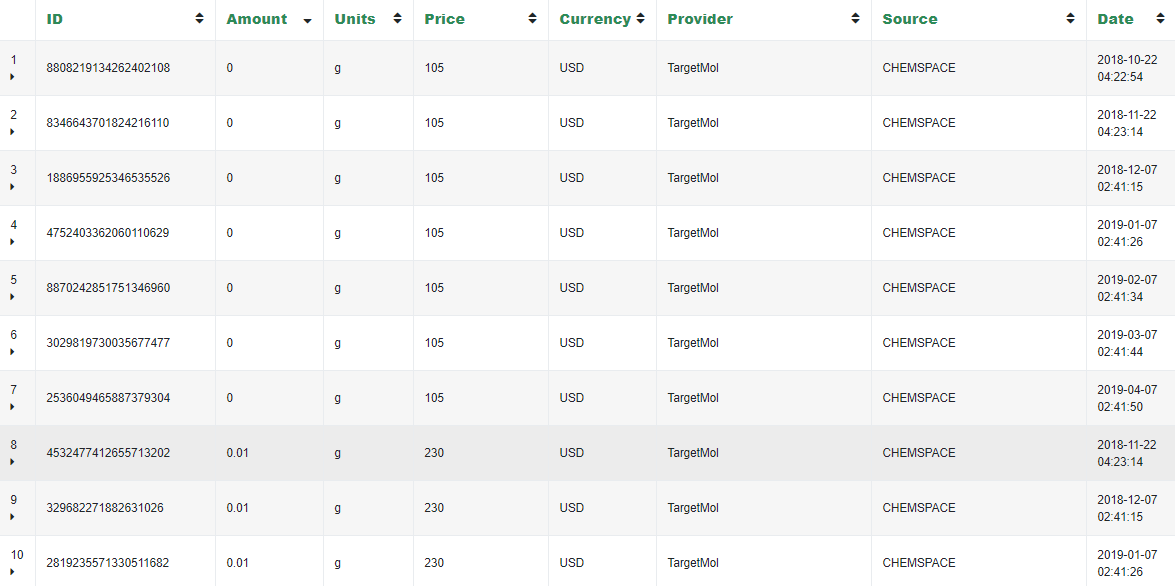 ID Amount Units Price Currency Provider Source Date
1 8808219134262402108 0 g 105 USD TargetMol CHEMSPACE 2018-10-22
04:22:54
2 8346643701824216110 0 g 105 USD TargetMol CHEMSPACE 2018-11-22
04:23:14
3 1886955925346535526 0 g 105 USD TargetMol CHEMSPACE 2018-12-07
02:41:15
4 4752403362060110629 0 g 105 USD TargetMol CHEMSPACE 2019-01-07
02:41:26
5 8870242851751346960 0 g 105 USD TargetMol CHEMSPACE 2019-02-07
02:41:34
6 3029819730035677477 0 g 105 USD TargetMol CHEMSPACE 2019-03-07
02:41:44
7 2536049465887379304 0 g 105 USD TargetMol CHEMSPACE 2019-04-07
02:41:50
8 4532477412655713202 0.01 g 230 USD TargetMol CHEMSPACE 2018-11-22
04:23:14
9 329682271882631026 0.01 g 230 USD TargetMol CHEMSPACE 2018-12-07
02:41:15
10 2819235571330511682 0.01 g 230 USD TargetMol CHEMSPACE 2019-01-07
02:41:26